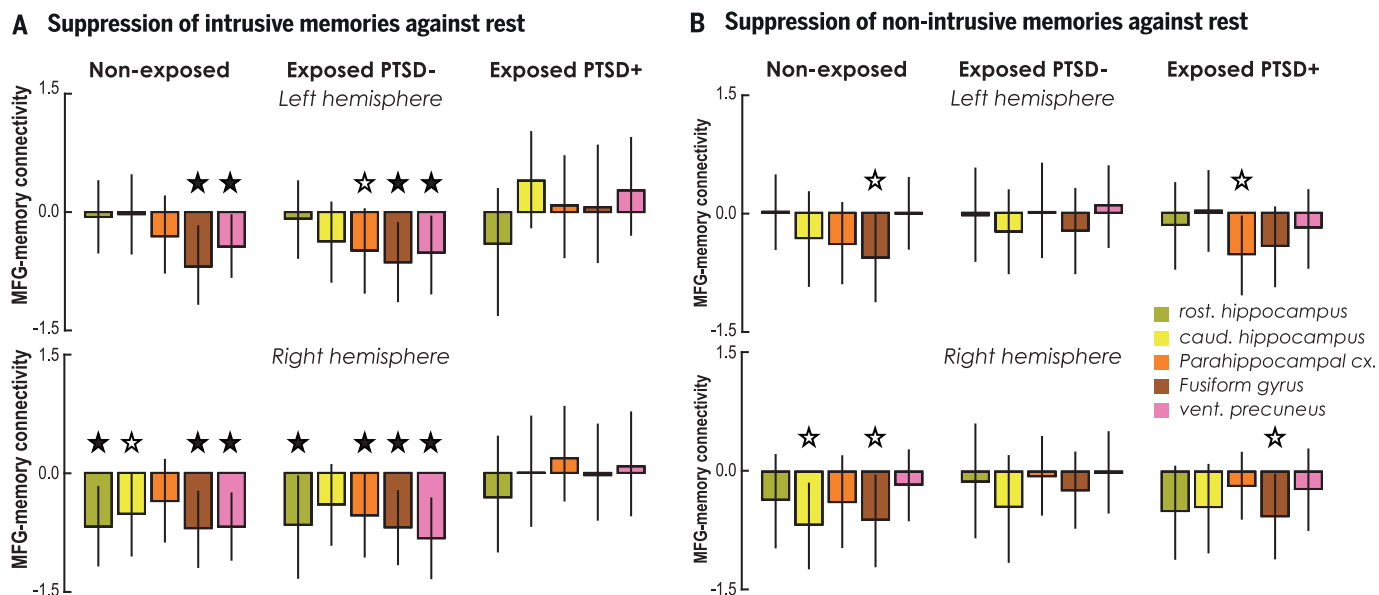 A Suppression of intrusive memories against rest
Non-exposed
Exposed PTSD-
Exposed PTSD+
Left hemisphere
MFG-memory connectivity
1.5
0.0
-1.5
Right hemisphere
MFG-memory connectivity
1.5
0.0
-1.5
B Suppression of non-intrusive memories against rest
Non-exposed
Exposed PTSD-
Exposed PTSD+
Left hemisphere
MFG-memory connectivity
1.5
0.0
-1.5
rost. hippocampus
caud. hippocampus
Parahippocampal cx.
Fusiform gyrus
vent. precuneus
Right hemisphere
MFG-memory connectivity
1.5
-0.0
-1.5